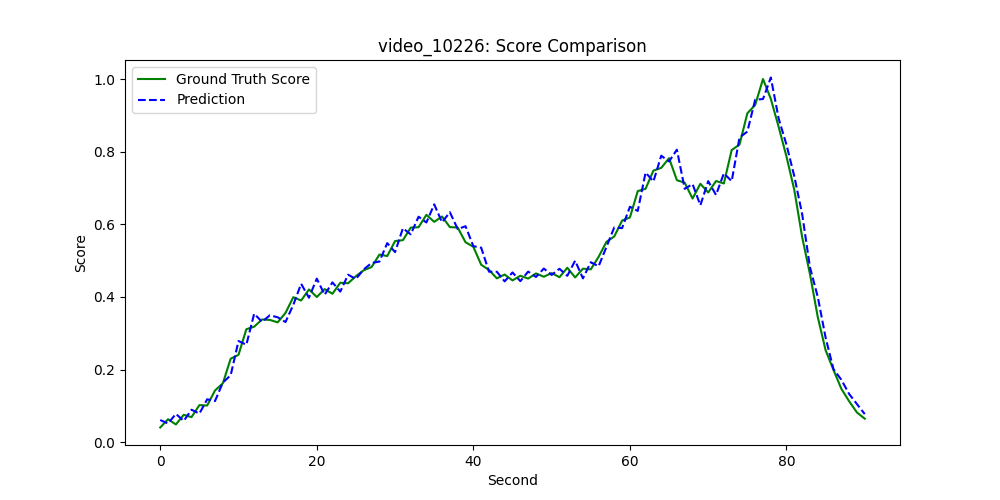 video_10226: Score Comparison
Ground Truth Score
Prediction
Score
1.0
0.8
0.6
0.4
0.2
0.0
0 20 40 60 80
Second